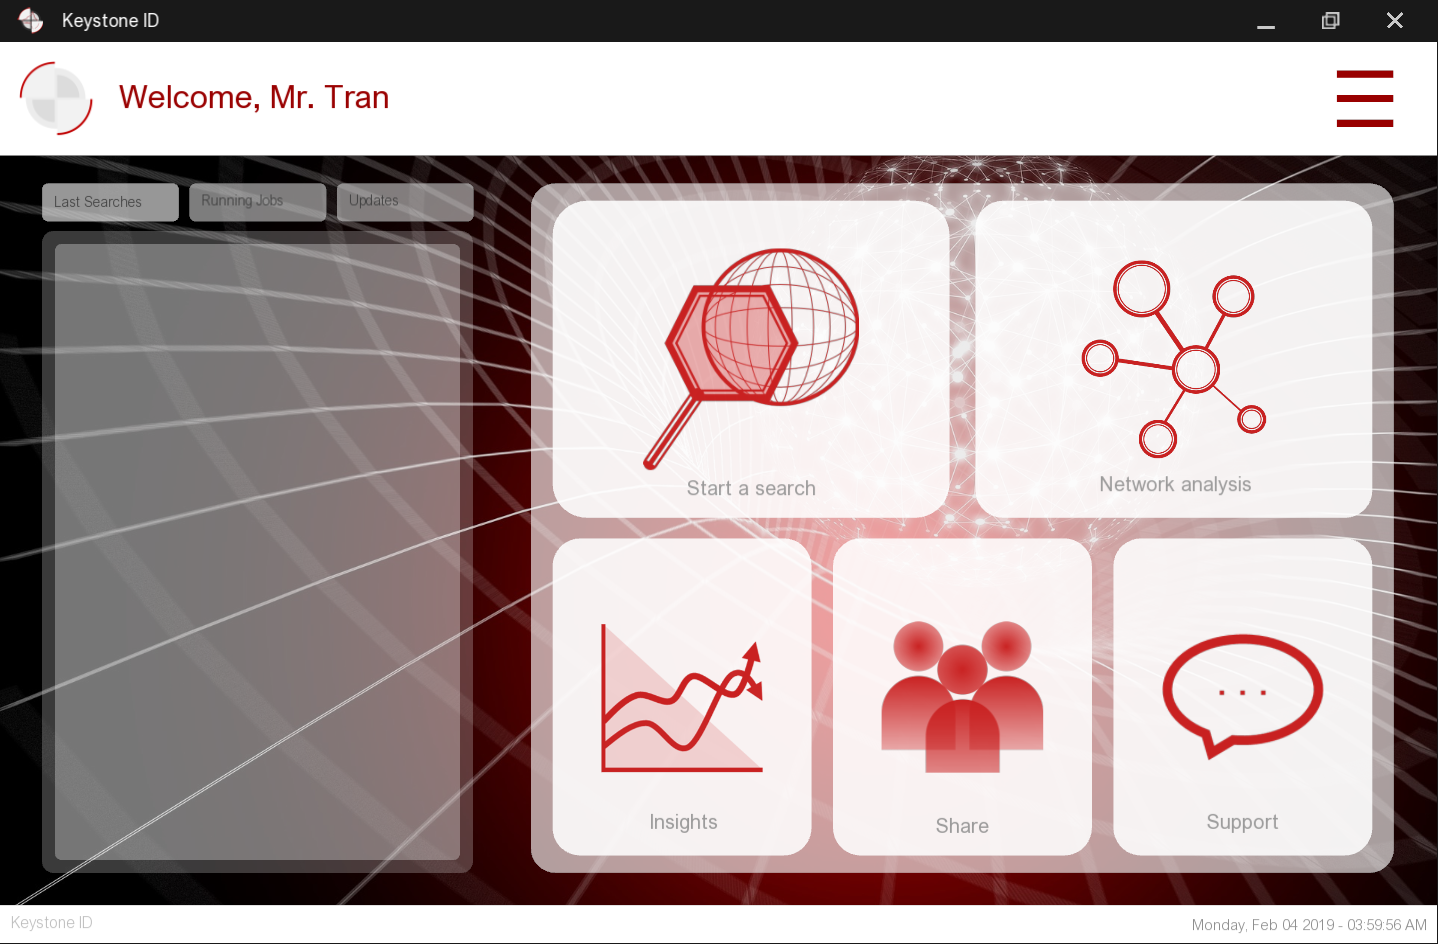 Keystone ID
Welcome, Mr. Tran
Last Searches
Running Jobs
Updates
Start a search
Network analysis
Insights
Share
Support
Keystone ID
Monday, Feb 04 2019 - 03:59:56 AM